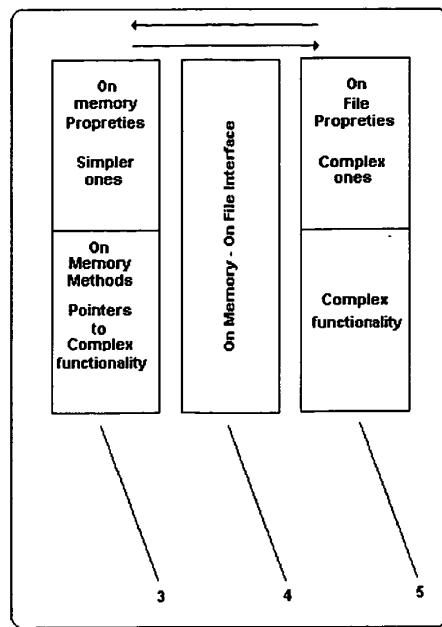 On
memory
Propreties
Simpler
ones
On
Memory
Methods
Pointers
to
Complex
functionality
On Memory - On File Interface
On
File
Propreties
Complex
ones
Complex
functionality
3
4
5